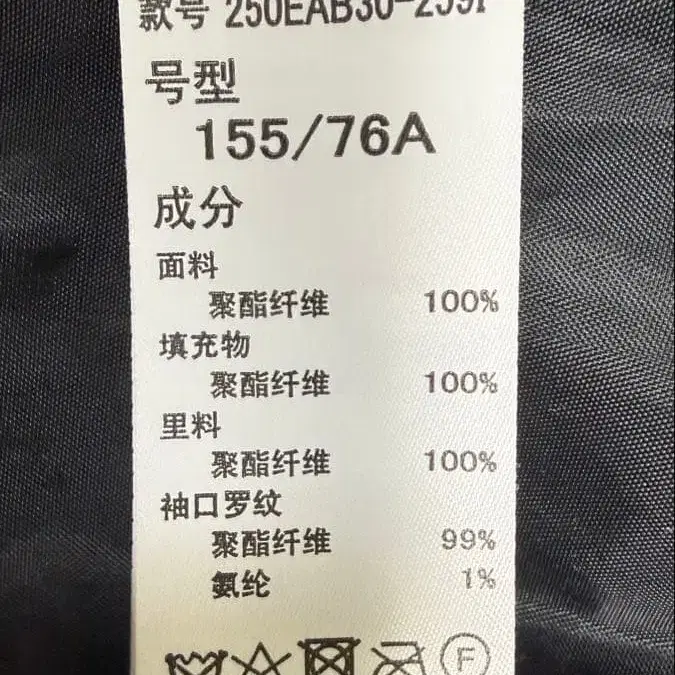 款号
号型
155/76A
成分
面料
聚酯纤维 100%
填充物
聚酯纤维 100%
里料
聚酯纤维 100%
袖口罗纹
聚酯纤维 99%
氨纶 1%
F